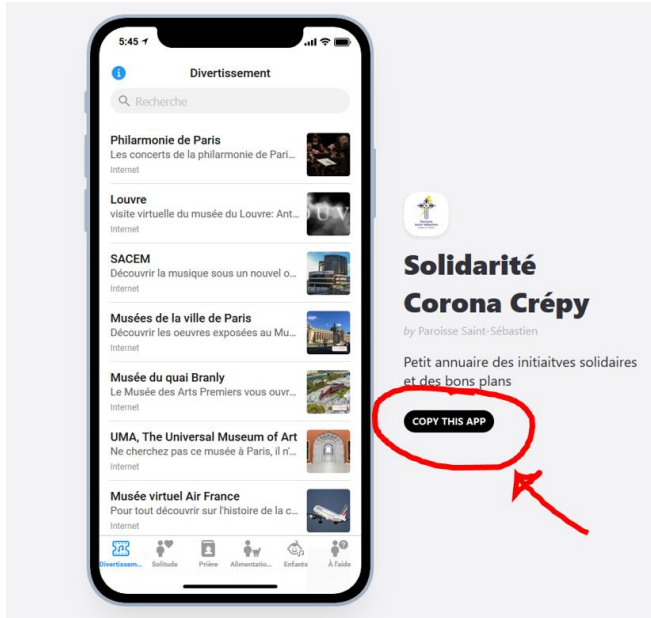 5:45
Divertissement
Recherche
Philarmonie de Paris
Les concerts de la philarmonie de Pari...
Internet
Louvre
visite virtuelle du musée du Louvre: Ant...
Internet
SACEM
Découvrir la musique sous un nouvel o...
Internet
Musées de la ville de Paris
Découvrir les oeuvres exposées au Mu...
Internet
Musée du quai Branly
Le Musée des Arts Premiers vous ouvr...
Internet
UMA, The Universal Museum of Art
Ne cherchez pas ce musée à Paris, il n'...
Internet
Musée virtuel Air France
Pour tout découvrir sur l'histoire de la c...
Internet
Divertissem... Solitude Prière Alimentatio... Enfants À l'aide
Solidarité
Corona Crépy
by Paroisse Saint-Sébastien
Petit annuaire des initiaitves solidaires
et des bons plans
COPY THIS APP